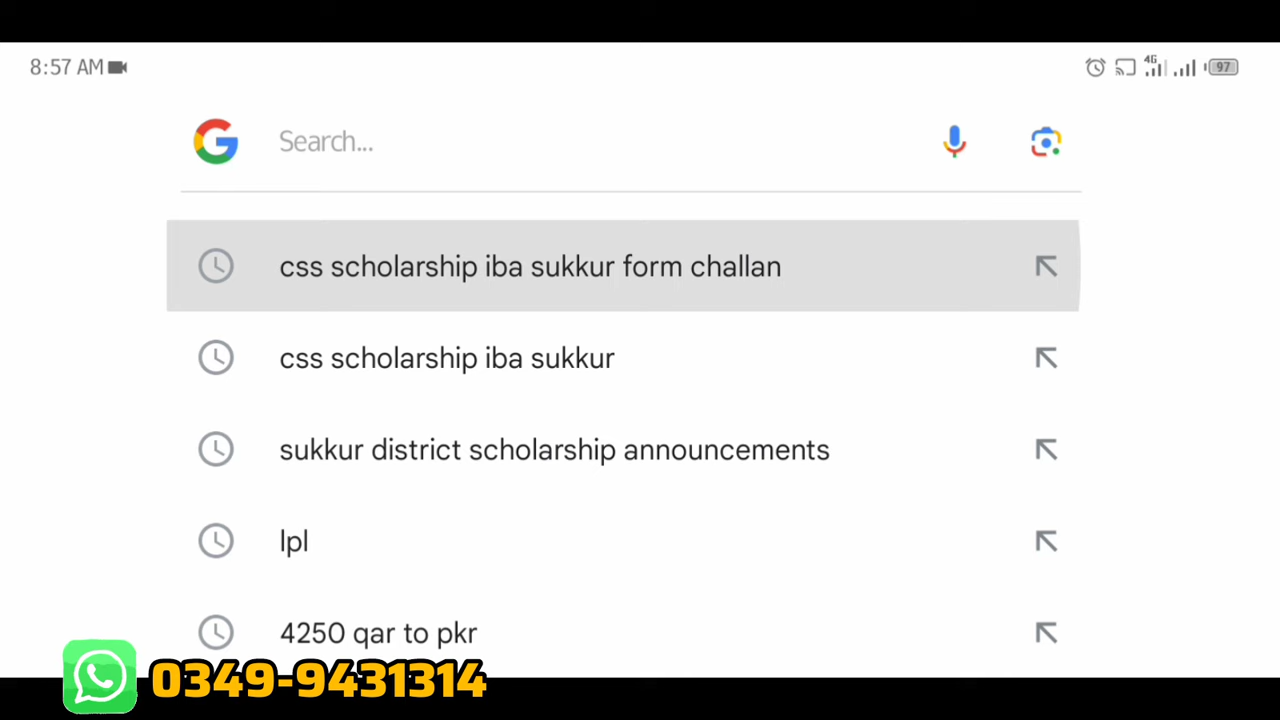 8:57 AM
4G
97
Search...
css scholarship iba sukkur form challan
css scholarship iba sukkur
sukkur district scholarship announcements
lpl
4250 qar to pkr
0349-9431314